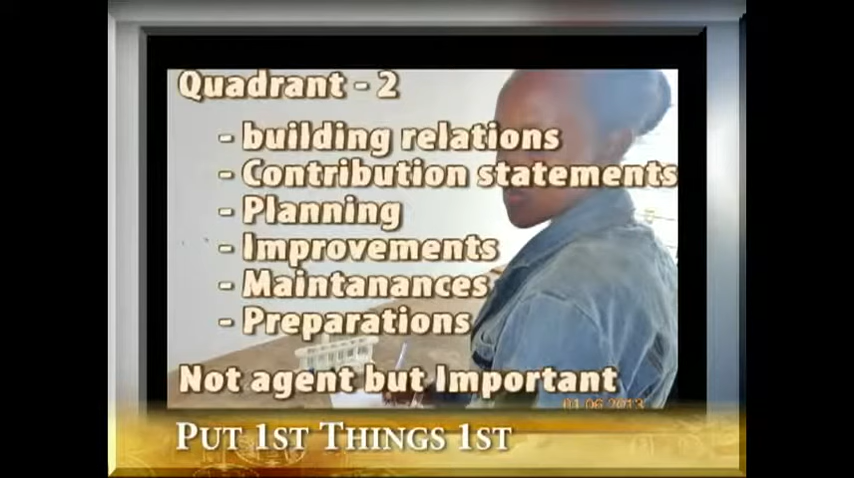 Quadrant - 2
- building relations
- Contribution statements
- Planning
- Improvements
- Maintanances
- Preparations
Not agent but Important
01.06.2013
PUT 1ST THINGS 1ST